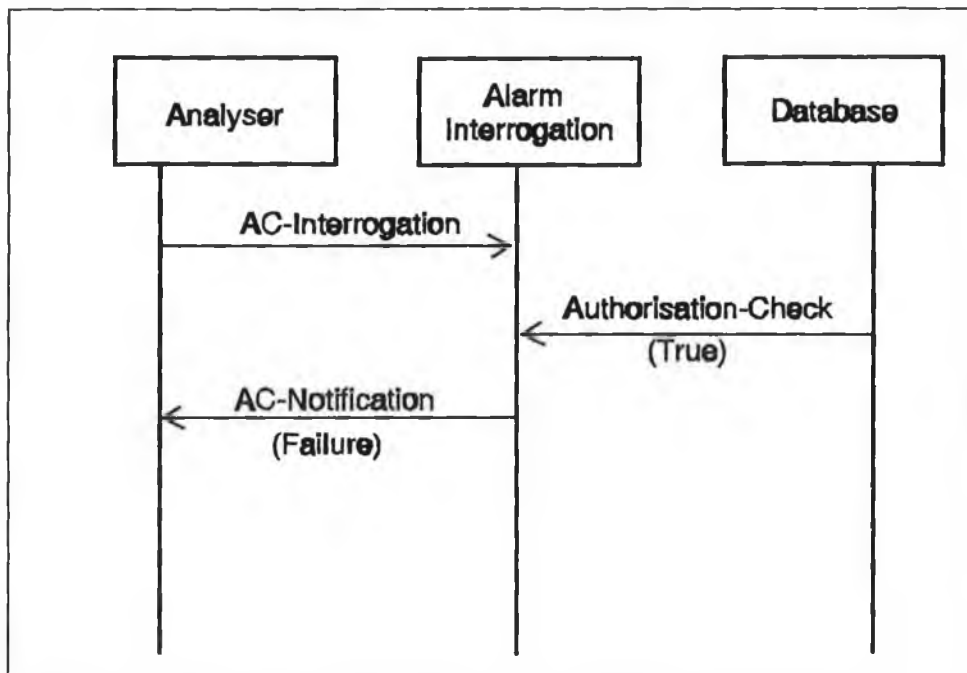 Analyser
Alarm
Interrogation
Database
AC-Interrogation
Authorisation-Check
(True)
AC-Notification
(Failure)